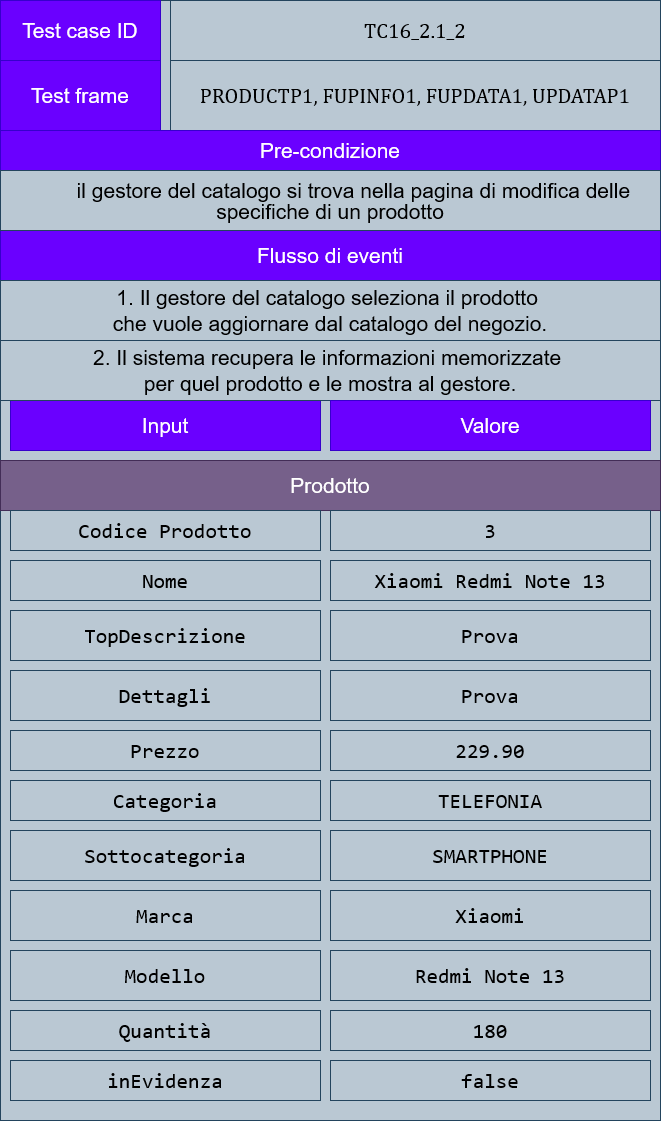 Test case ID
TC16_2.1_2
Test frame
PRODUCTP1, FUPINFO1, FUPDATA1, UPDATAP1
Pre-condizione
il gestore del catalogo si trova nella pagina di modifica delle
specifiche di un prodotto
Flusso di eventi
1. Il gestore del catalogo seleziona il prodotto
che vuole aggiornare dal catalogo del negozio.
2. Il sistema recupera le informazioni memorizzate
per quel prodotto e le mostra al gestore.
Input
Valore
Prodotto
Codice Prodotto
3
Nome
Xiaomi Redmi Note 13
TopDescrizione
Prova
Dettagli
Prova
Prezzo
229.90
Categoria
TELEFONIA
Sottocategoria
SMARTPHONE
Marca
Xiaomi
Modello
Redmi Note 13
Quantità
180
inEvidenza
false